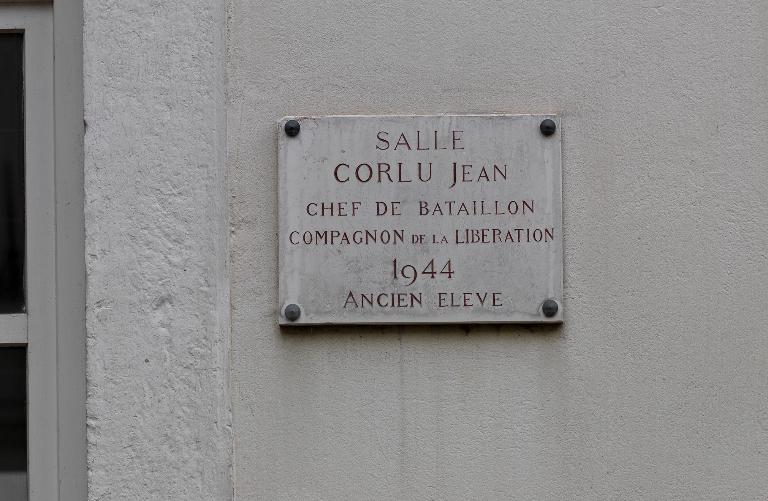 SALLE
CORLU JEAN
CHEF DE BATAILLON
COMPAGNON DE LA LIBERATION
1944
ANCIEN ELEVE